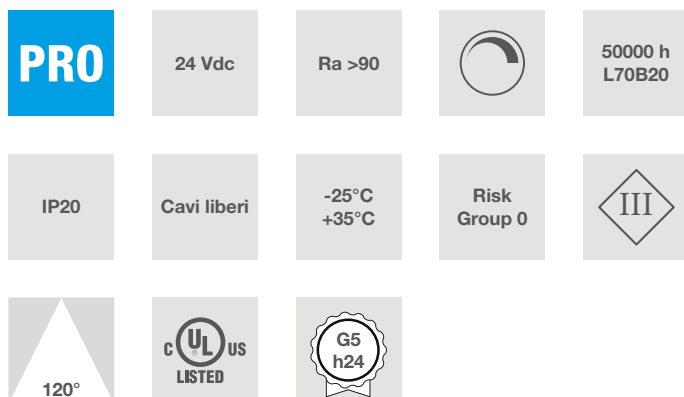 PRO
24 Vdc
Ra >90
50000 h
L70B20
IP20
Cavi liberi
-25°C
+35°C
Risk
Group 0
III
120°
C UL ® US
LISTED
G5
h24